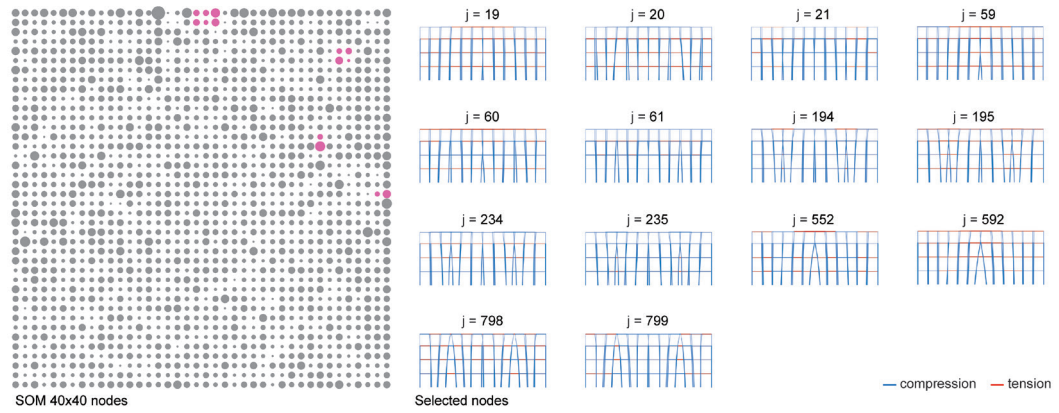 j = 19
j = 20
j = 21
j = 59
j = 60
j = 61
j = 194
j = 195
j = 234
j = 235
j = 552
j = 592
j = 798
j = 799
SOM 40x40 nodes
Selected nodes
compression
tension